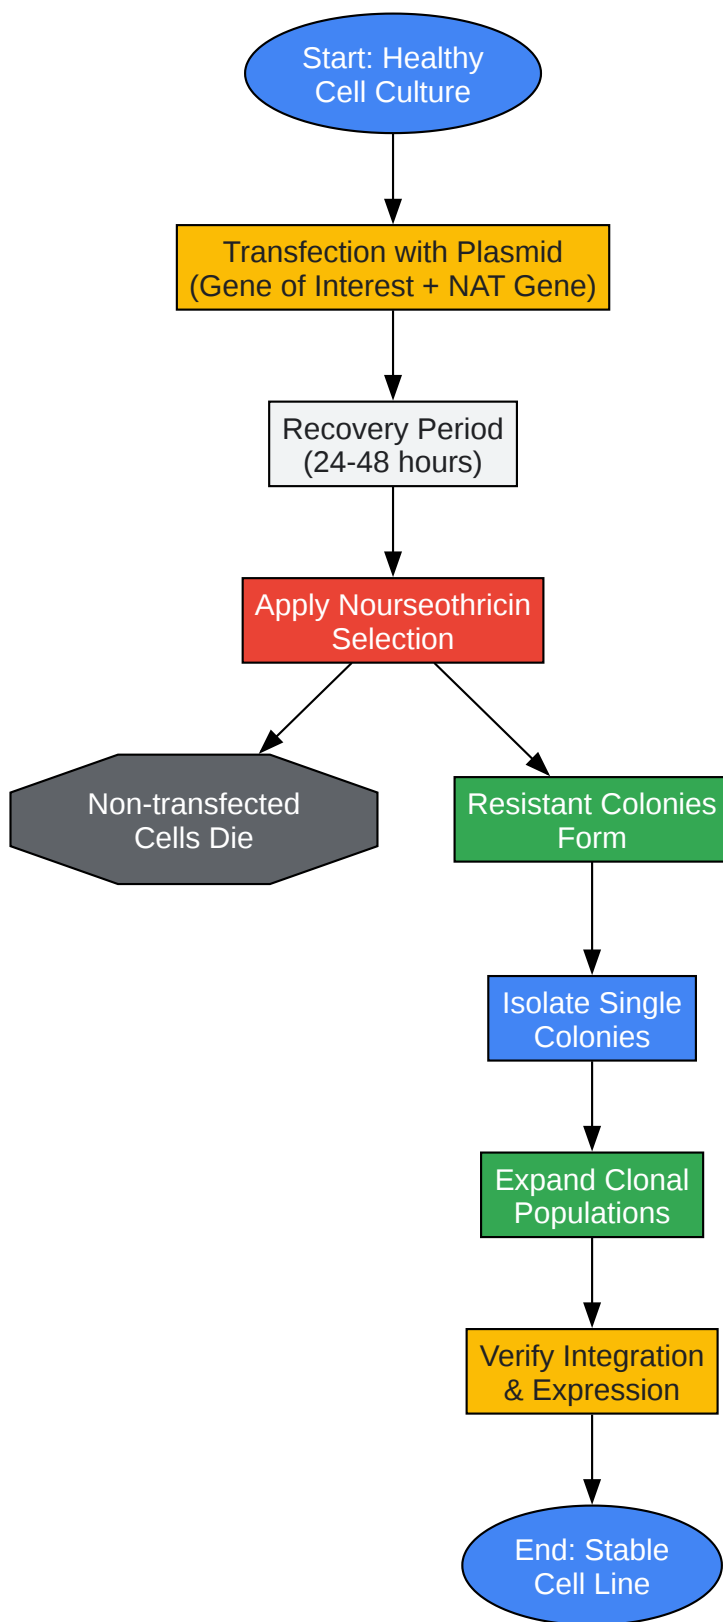 Start: Healthy
Cell Culture
Transfection with Plasmid
(Gene of Interest + NAT Gene)
Recovery Period
(24-48 hours)
Apply Nourseothricin
Selection
Non-transfected
Cells Die
Resistant Colonies
Form
Isolate Single
Colonies
Expand Clonal
Populations
Verify Integration
& Expression
End: Stable
Cell Line